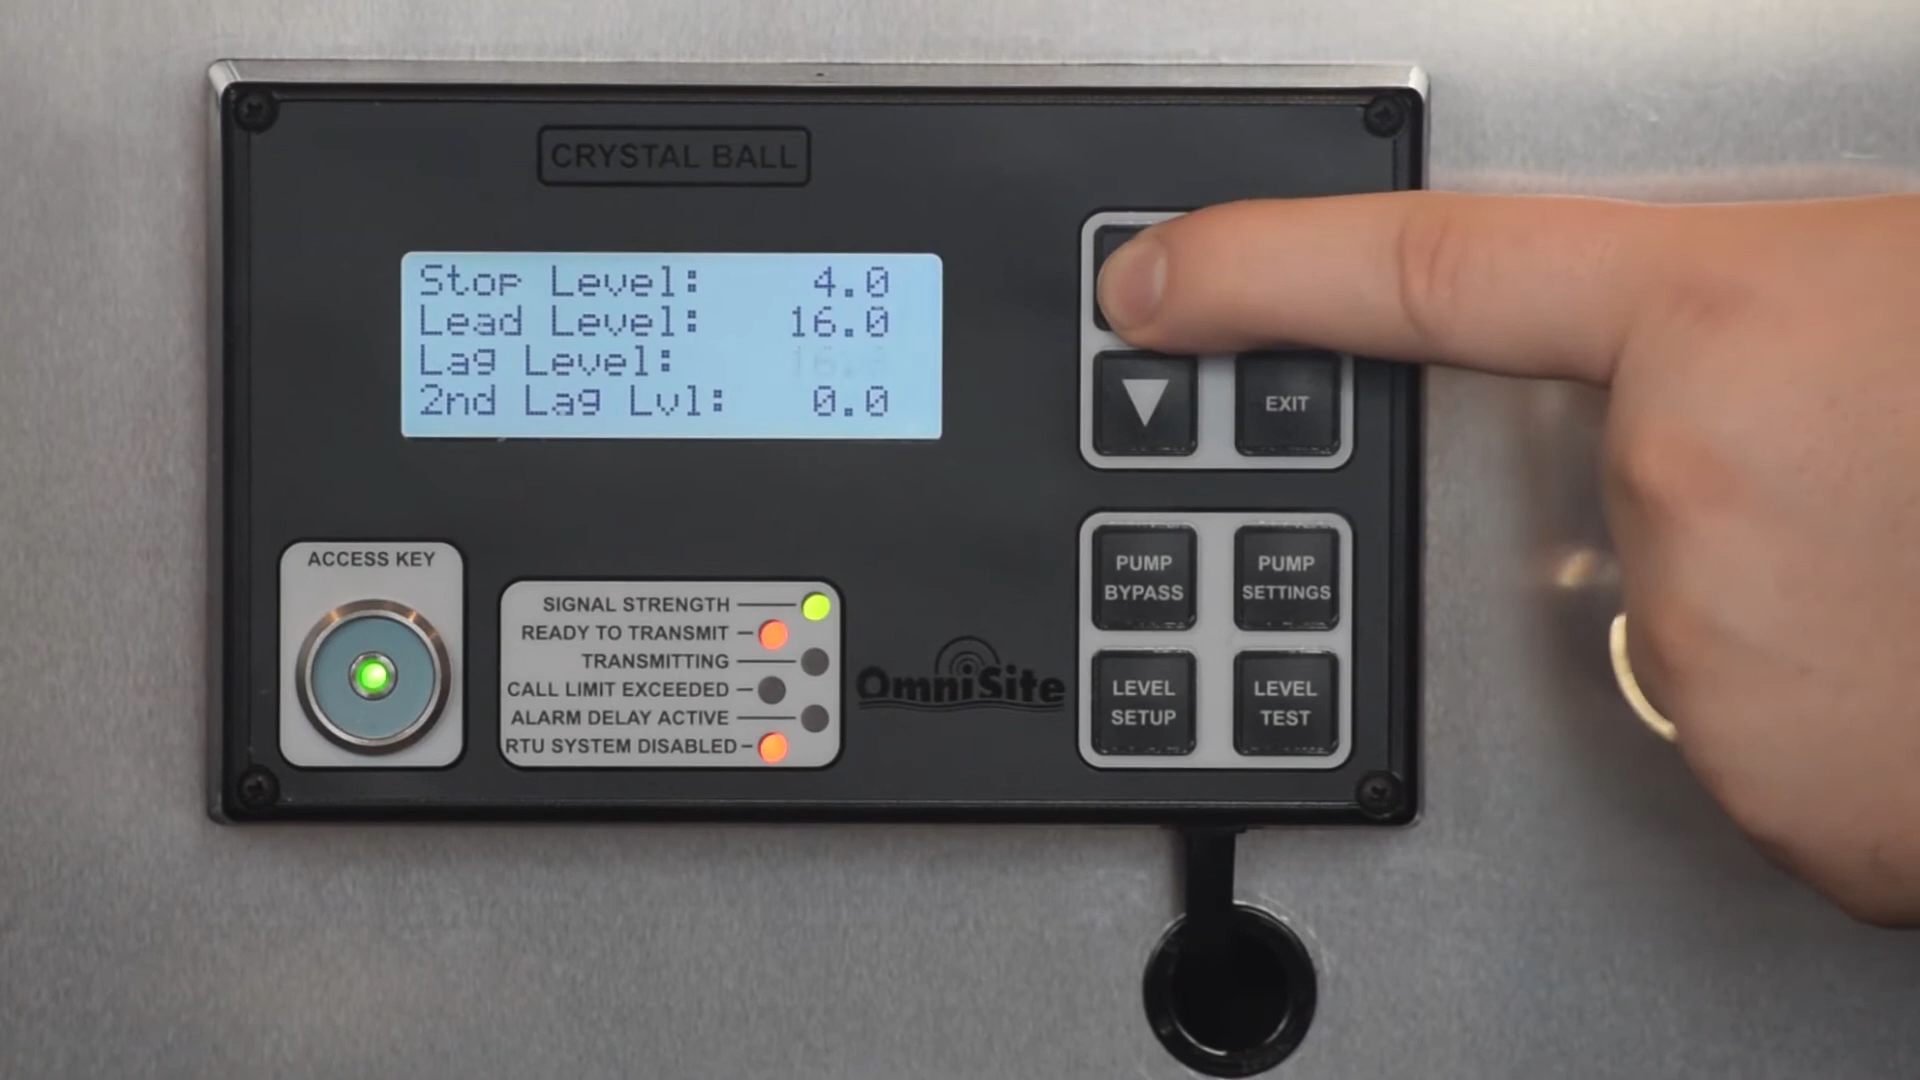 CRYSTAL BALL
Stop Level: 4.0
Lead Level: 16.0
Lag Level:
2nd Lag Lvl: 0.0
EXIT
ACCESS KEY
SIGNAL STRENGTH
READY TO TRANSMIT
TRANSMITTING
CALL LIMIT EXCEEDED
ALARM DELAY ACTIVE
RTU SYSTEM DISABLED
OmniSite
PUMP
BYPASS
PUMP
SETTINGS
LEVEL
SETUP
LEVEL
TEST